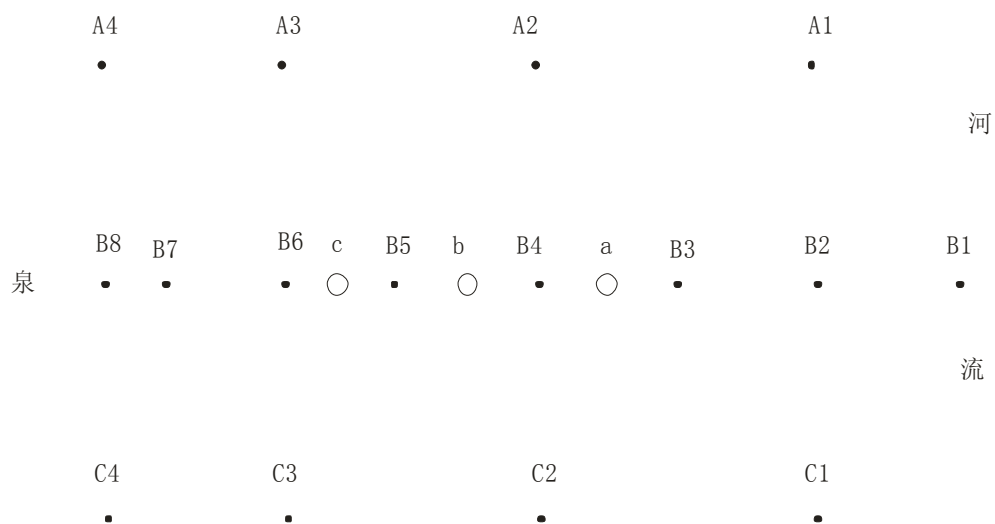 A4 A3 A2 A1
河
B8 B7 B6 c B5 b B4 a B3 B2 B1
泉
流
C4 C3 C2 C1